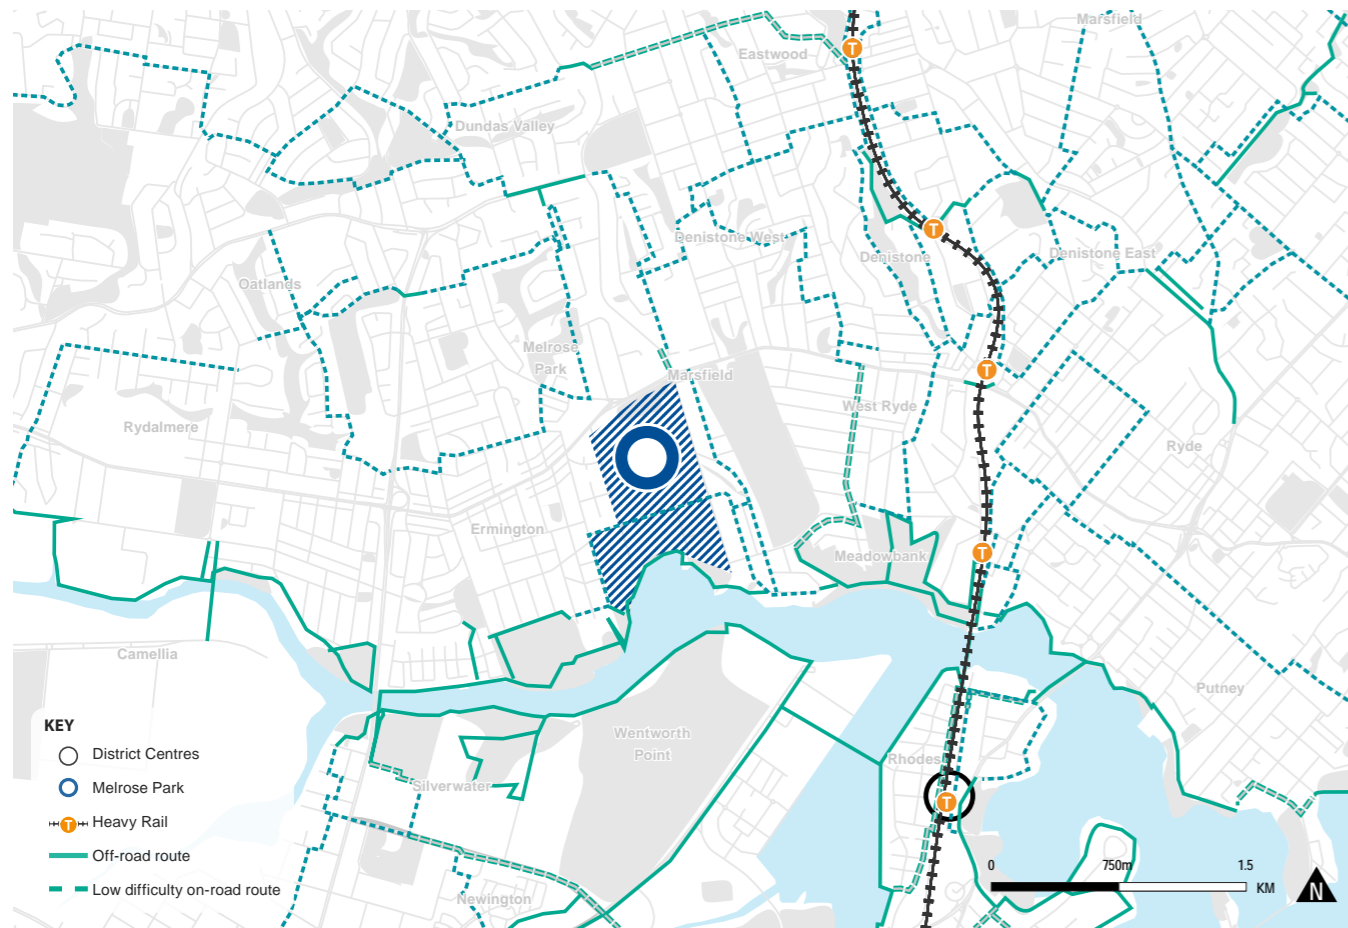 Marsfield
Eastwood
T
Dundas Valley
Denistone West
T
Denistone
Denistone East
Oatlands
Melrose
Park
Marsfield
T
West Ryde
Rydalmere
Ryde
Ermington
Meadowbank
T
Camellia
Putney
KEY
District Centres
Melrose Park
T
Heavy Rail
Off-road route
Low difficulty on-road route
Wentworth
Point
Silverwater
Rhodes
T
Newington
0 750m 1.5
KM
N